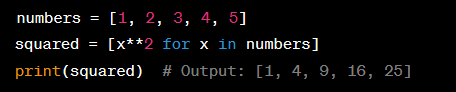 numbers = [1, 2, 3, 4, 5]
squared = [x**2 for x in numbers]
print(squared)  # Output: [1, 4, 9, 16, 25]